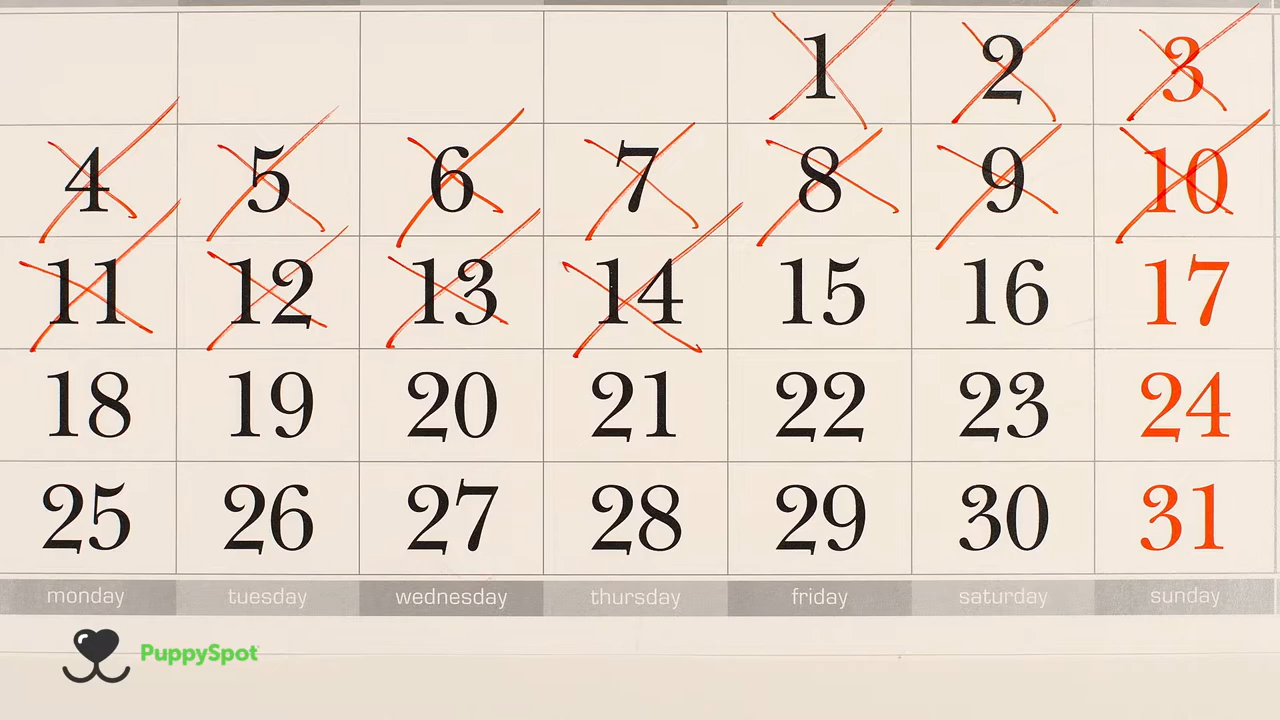 1 2 3
4 5 6 7 8 9 10
11 12 13 14 15 16 17
18 19 20 21 22 23 24
25 26 27 28 29 30 31
monday tuesday wednesday thursday friday saturday sunday
PuppySpot